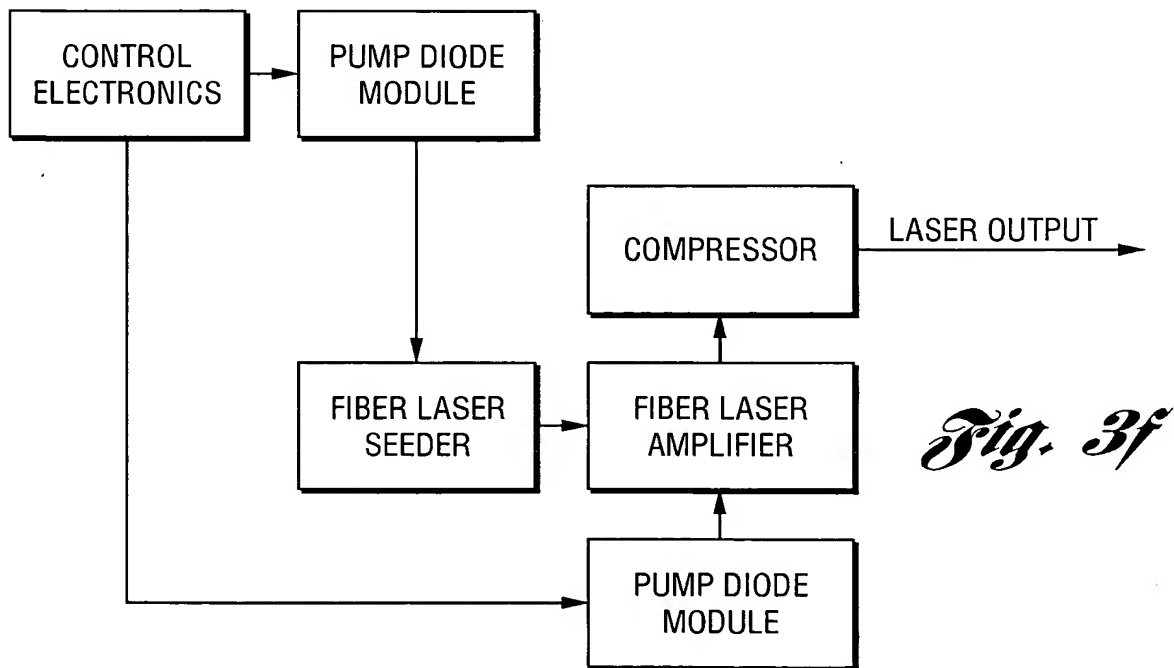 CONTROL
ELECTRONICS
PUMP DIODE
MODULE
COMPRESSOR
LASER OUTPUT
FIBER LASER
SEEDER
FIBER LASER
AMPLIFIER
Fig. 3f
PUMP DIODE
MODULE